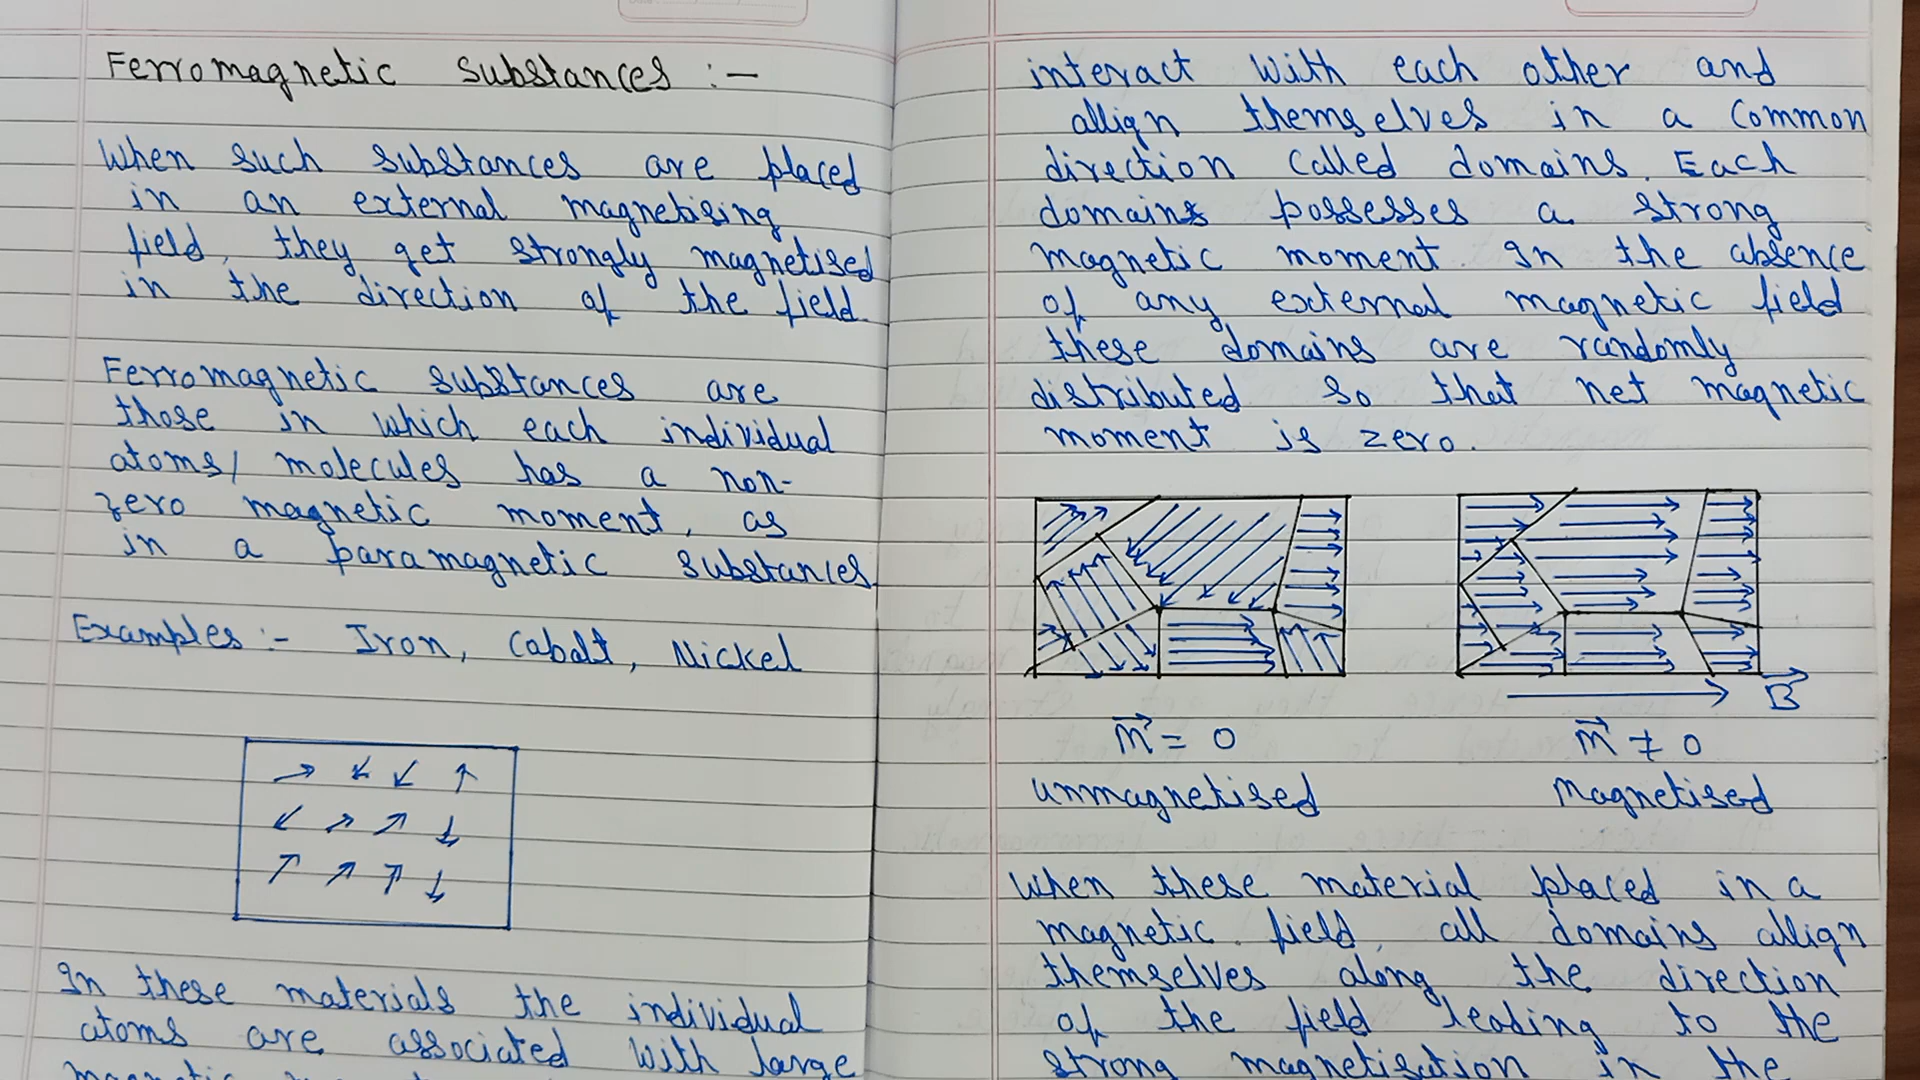 Ferromagnetic substances :-
When such substances are placed
in an external magnetising
field, they get strongly magnetised
in the direction of the field.
Ferromagnetic substances are
those in which each individual
atoms/ molecules has a non-
zero magnetic moment, as
in a paramagnetic substances.
Examples :- Iron, Cobalt, Nickel
In these materials the individual
atoms are associated with large
interact with each other and
allign themselves in a common
direction called domains. Each
domains possesses a strong
magnetic moment. In the absence
of any external magnetic field
these domains are randomly
distributed so that net magnetic
moment is zero.
B
m = 0
m ≠ 0
unmagnetised
magnetised
When these material placed in a
magnetic field, all domains allign
themselves along the direction
of the field leading to the
strong magnetisation in the